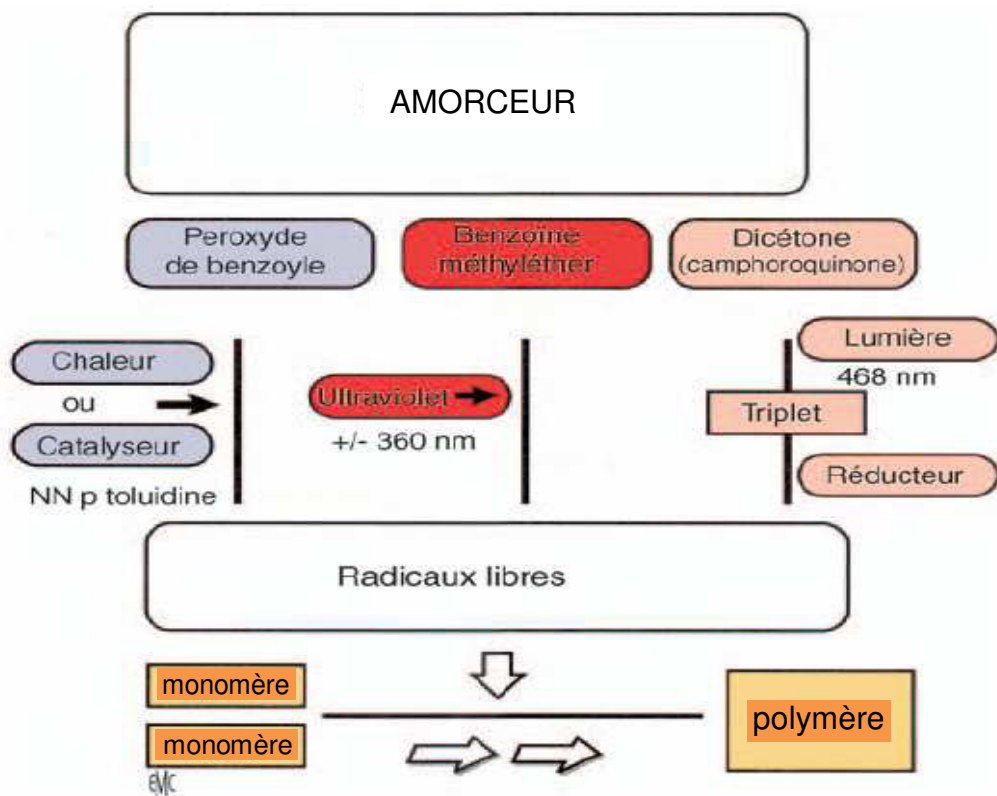 AMORCEUR
Peroxyde
de benzoyle
Benzoïne
méthyléther
Dicétone
(camphoroquinone)
Chaleur
ou
Catalyseur
NN p toluidine
Ultraviolet
+/- 360 nm
Lumière
468 nm
Triplet
Réducteur
Radicaux libres
monomère
monomère
polymère
EMC